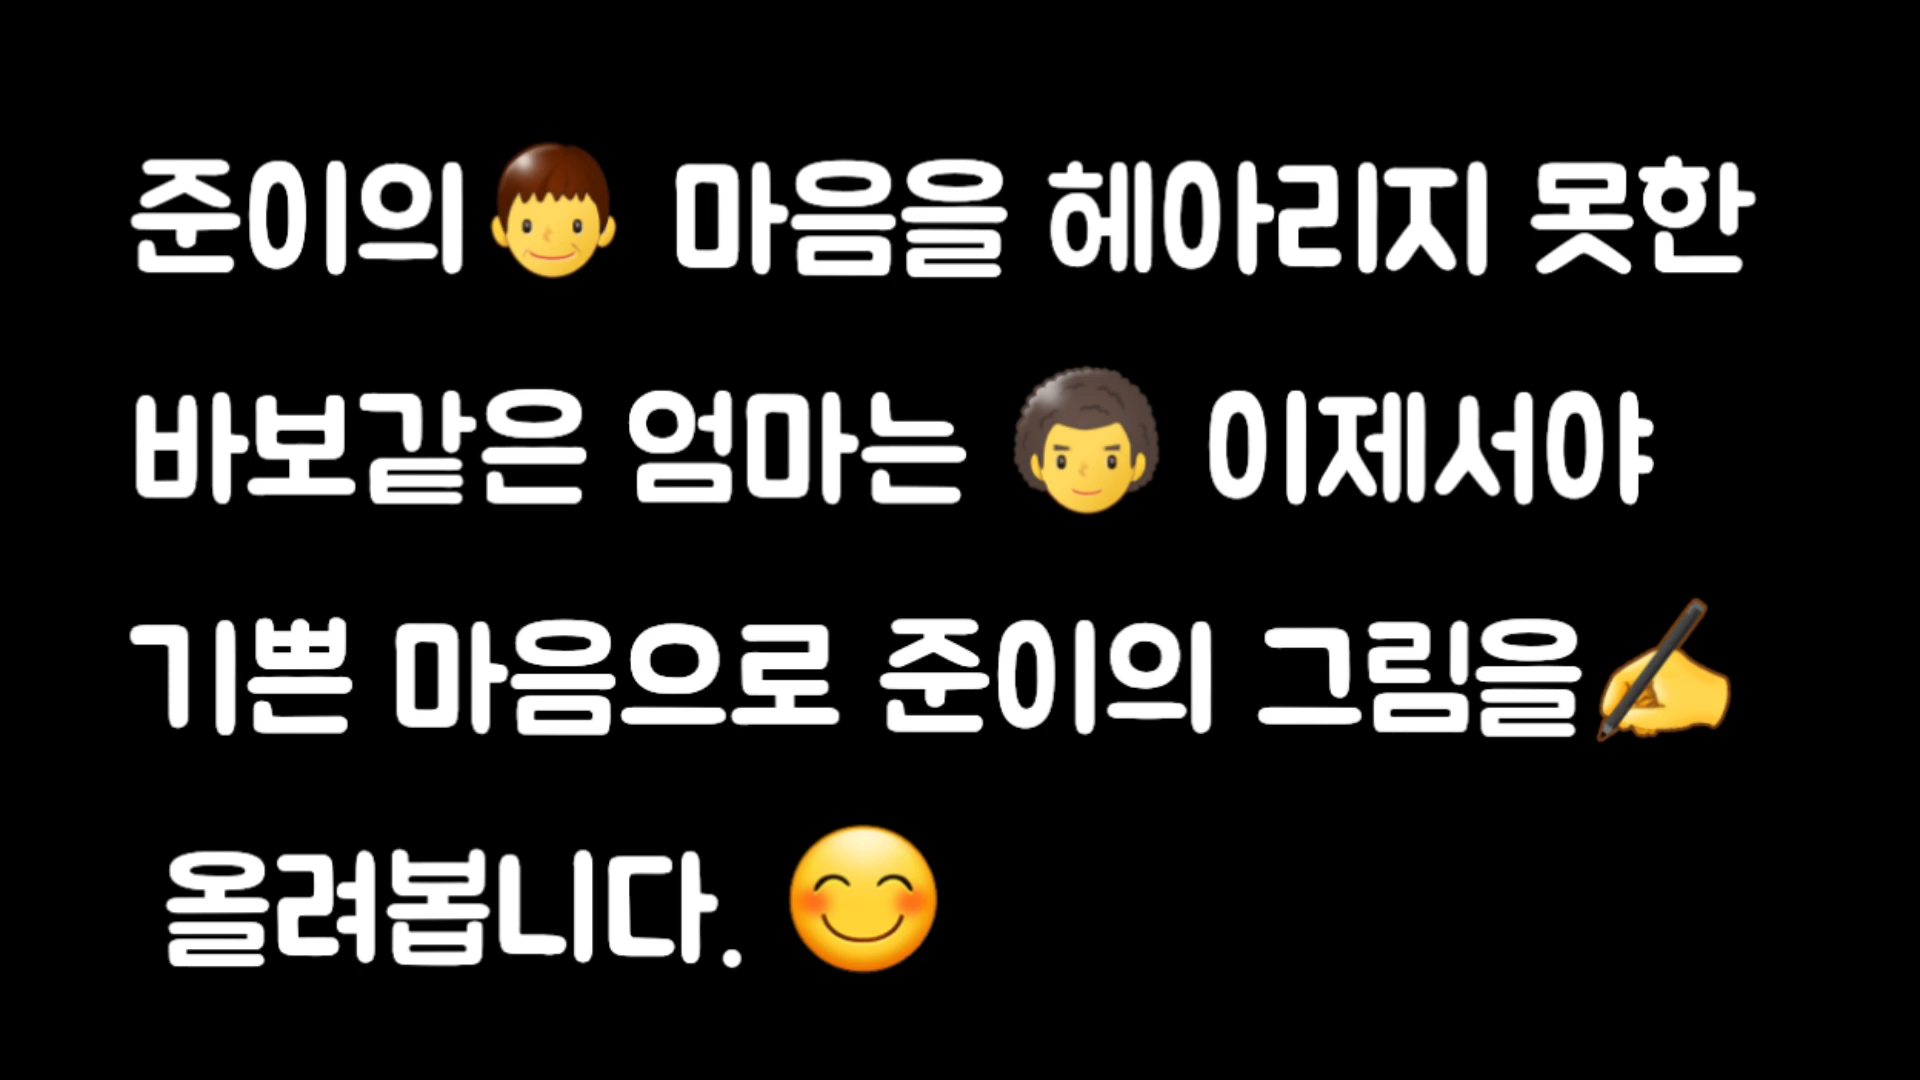 준이의👦 마음을 헤아리지 못한
바보같은 엄마는 👨‍🦱 이제서야
기쁜 마음으로 준이의 그림을✍
올려봅니다. 😊